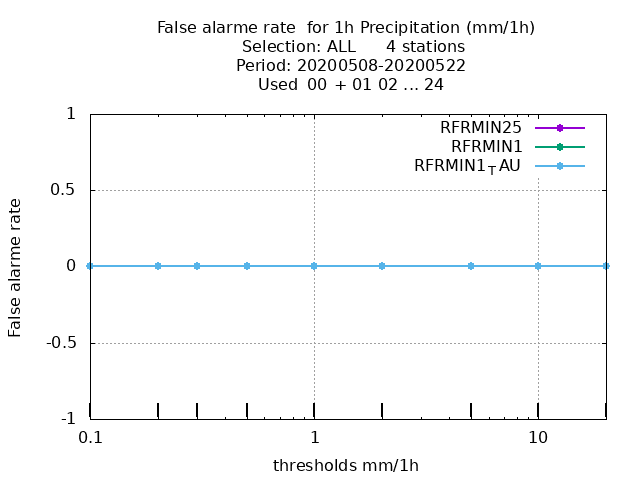 False alarme rate  for 1h Precipitation (mm/1h)
Selection: ALL      4 stations
Period: 20200508-20200522
Used  00  + 01 02 ... 24
RFRMIN25
RFRMIN1
RFRMIN1TAU
1
0.5
0
-0.5
-1
False alarme rate
0.1
1
10
thresholds mm/1h